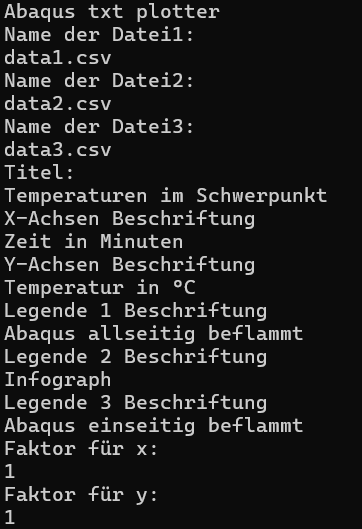 Abaqus txt plotter
Name der Datei1:
data1.csv
Name der Datei2:
data2.csv
Name der Datei3:
data3.csv
Titel:
Temperaturen im Schwerpunkt
X-Achsen Beschriftung
Zeit in Minuten
Y-Achsen Beschriftung
Temperatur in °C
Legende 1 Beschriftung
Abaqus allseitig beflammt
Legende 2 Beschriftung
Infograph
Legende 3 Beschriftung
Abaqus einseitig beflammt
Faktor für x:
1
Faktor für y:
1